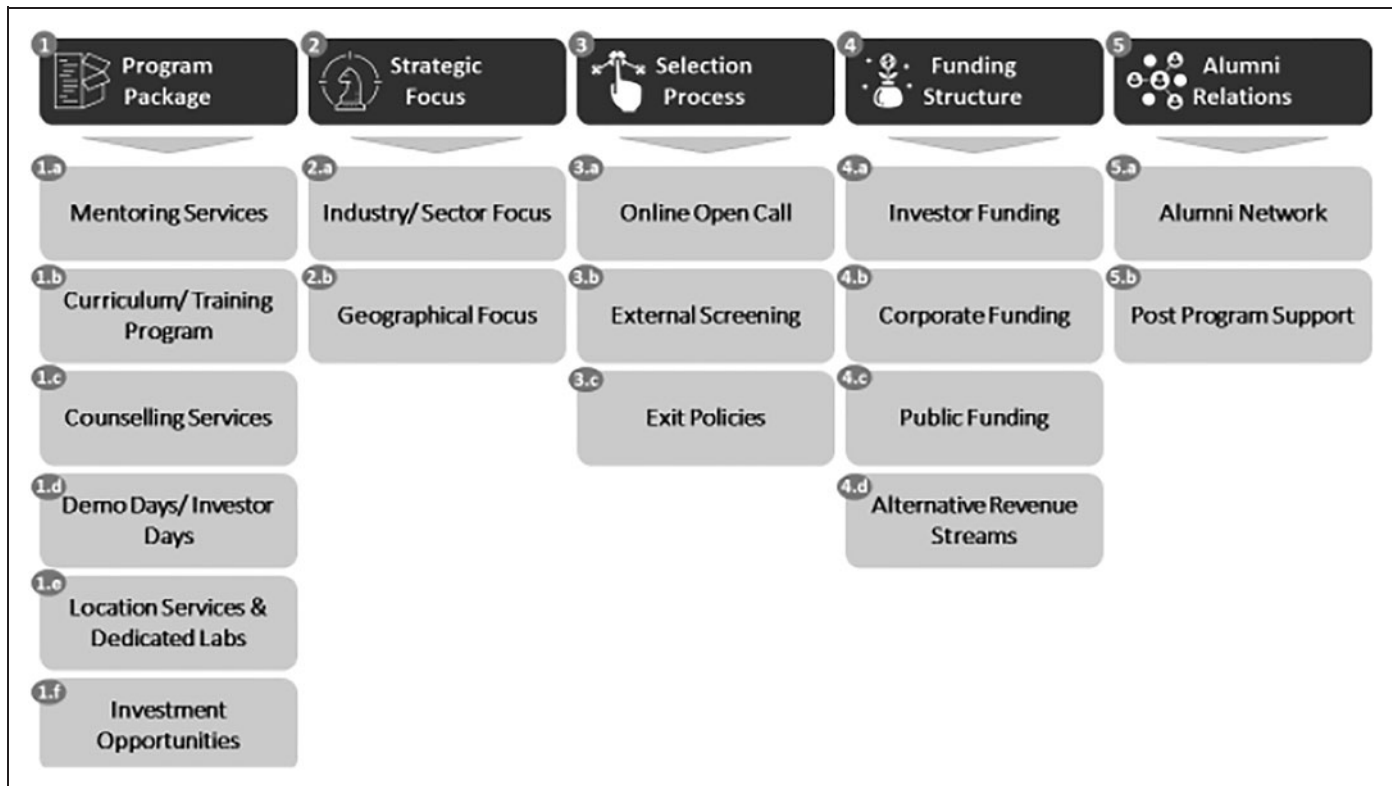 1
Program
Package
1.a
Mentoring Services
1.b
Curriculum/ Training
Program
1.c
Counselling Services
1.d
Demo Days/ Investor
Days
1.e
Location Services &
Dedicated Labs
1.f
Investment
Opportunities
2
Strategic
Focus
2.a
Industry/ Sector Focus
2.b
Geographical Focus
3
Selection
Process
3.a
Online Open Call
3.b
External Screening
3.c
Exit Policies
4
Funding
Structure
4.a
Investor Funding
4.b
Corporate Funding
4.c
Public Funding
4.d
Alternative Revenue
Streams
5
Alumni
Relations
5.a
Alumni Network
5.b
Post Program Support